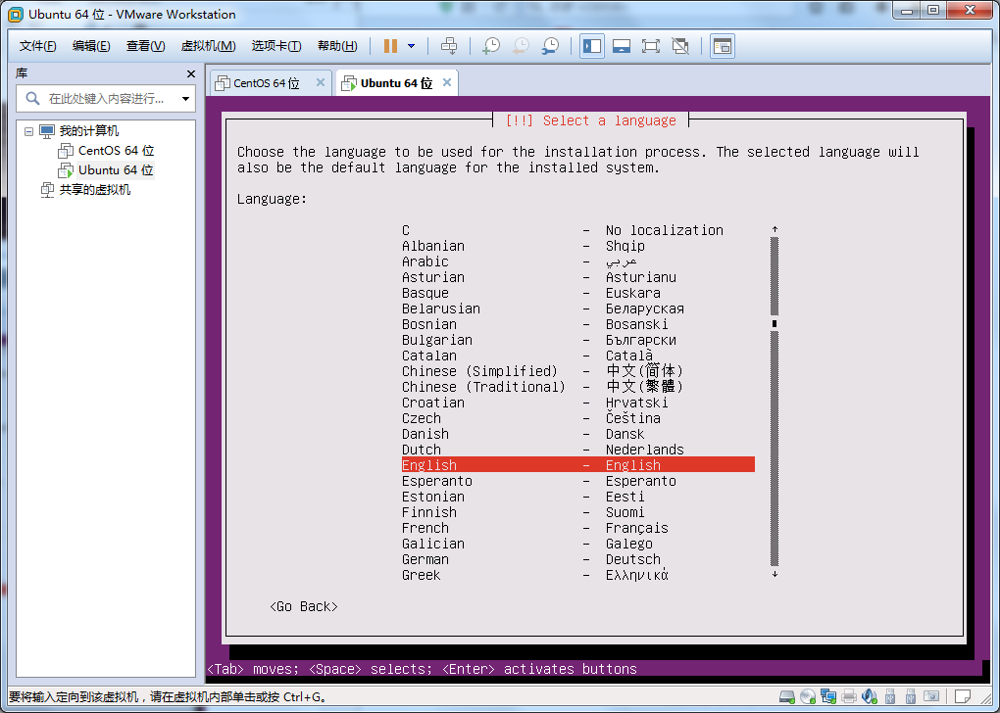 Ubuntu 64 位 - VMware Workstation
文件(F) 编辑(E) 查看(V) 虚拟机(M) 选项卡(T) 帮助(H)
库
在此处键入内容进行...
我的计算机
CentOS 64 位
Ubuntu 64 位
共享的虚拟机
CentOS 64 位 Ubuntu 64 位
[!!] Select a language
Choose the language to be used for the installation process. The selected language will
also be the default language for the installed system.
Language:
C - No localization
Albanian - Shqip
Arabic - عربي
Asturian - Asturianu
Basque - Euskara
Belarusian - Беларуская
Bosnian - Bosanski
Bulgarian - Български
Catalan - Català
Chinese (Simplified) - 中文(简体)
Chinese (Traditional) - 中文(繁體)
Croatian - Hrvatski
Czech - Čeština
Danish - Dansk
Dutch - Nederlands
English - English
Esperanto - Esperanto
Estonian - Eesti
Finnish - Suomi
French - Français
Galician - Galego
German - Deutsch
Greek - Ελληνικά
<Go Back>
<Tab> moves; <Space> selects; <Enter> activates buttons
要将输入定向到该虚拟机，请在虚拟机内部单击或按 Ctrl+G。